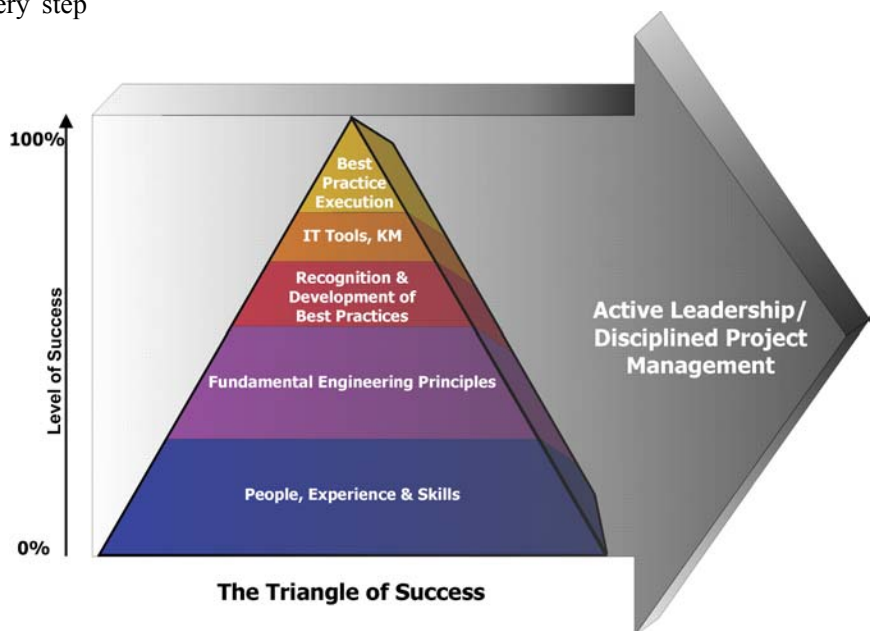 step
100%
Best
Practice
Execution
IT Tools, KM
Recognition &
Development of
Best Practices
Fundamental Engineering Principles
People, Experience & Skills
Level of Success
0%
Active Leadership/
Disciplined Project
Management
The Triangle of Success